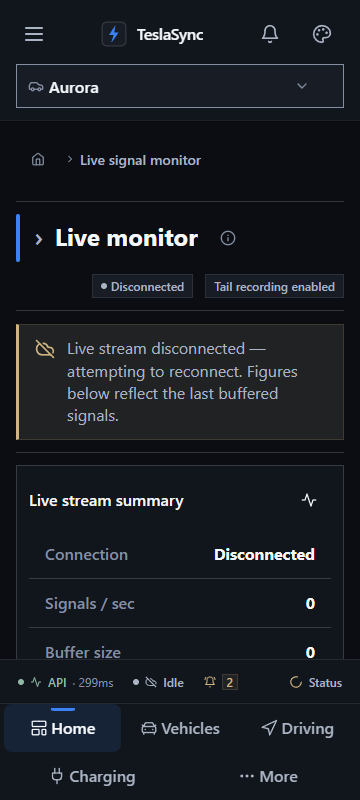 TeslaSync
Aurora
Live signal monitor
Live monitor
Disconnected
Tail recording enabled
Live stream disconnected —
attempting to reconnect. Figures
below reflect the last buffered
signals.
Live stream summary
Connection Disconnected
Signals / sec 0
Buffer size 0
API · 299ms Idle 2 Status
Home Vehicles Driving
Charging More